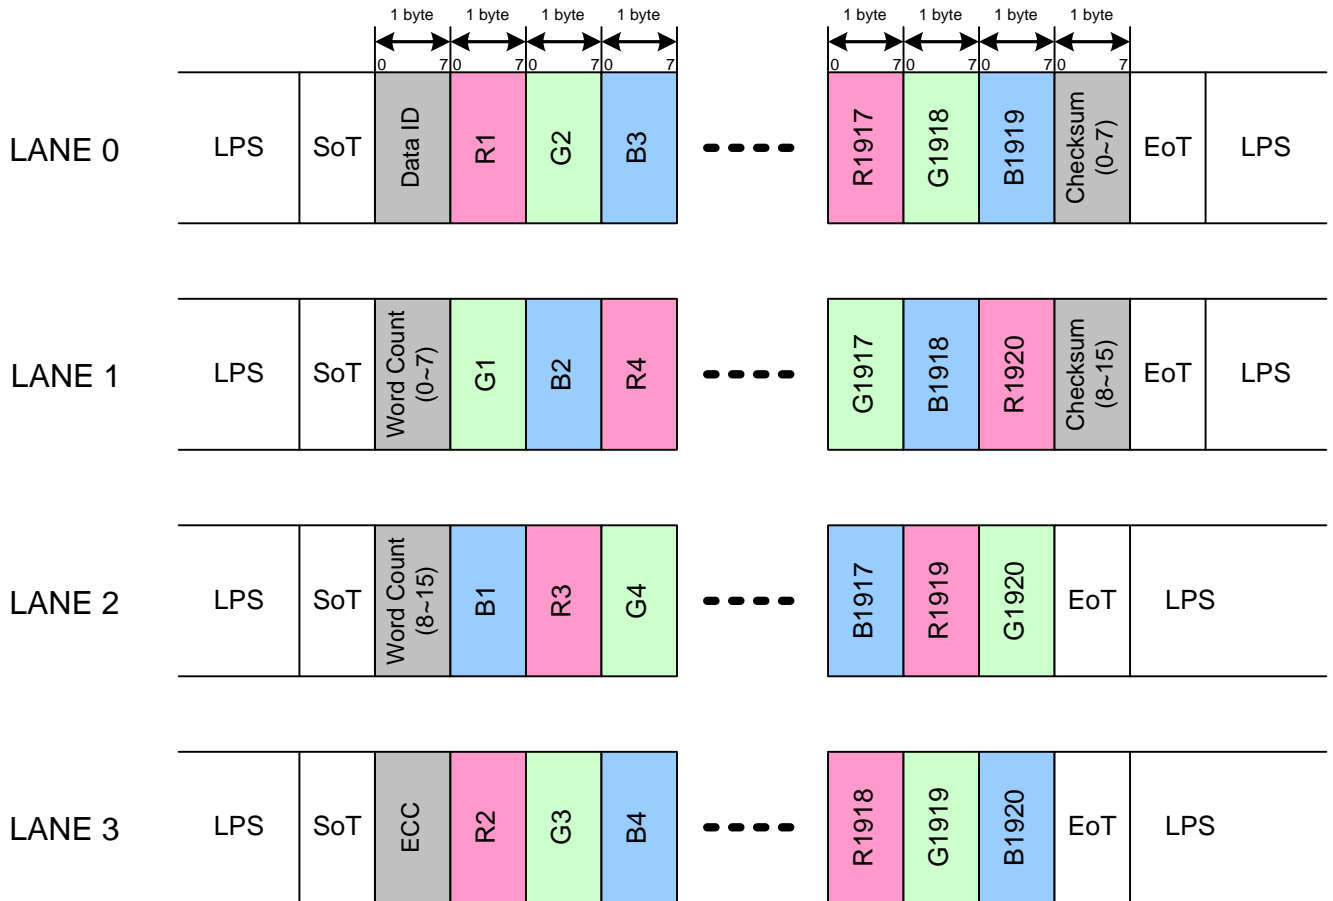 1 byte 1 byte 1 byte 1 byte 1 byte 1 byte 1 byte 1 byte
0 7 0 7 0 7 0 7 0 7 0 7 0 7 0 7
LANE 0 LPS SoT Data ID R1 G2 B3 R1917 G1918 B1919 Checksum (0~7) EoT LPS
LANE 1 LPS SoT Word Count (0~7) G1 B2 R4 G1917 B1918 R1920 Checksum (8~15) EoT LPS
LANE 2 LPS SoT Word Count (8~15) B1 R3 G4 B1917 R1919 G1920 EoT LPS
LANE 3 LPS SoT ECC R2 G3 B4 R1918 G1919 B1920 EoT LPS